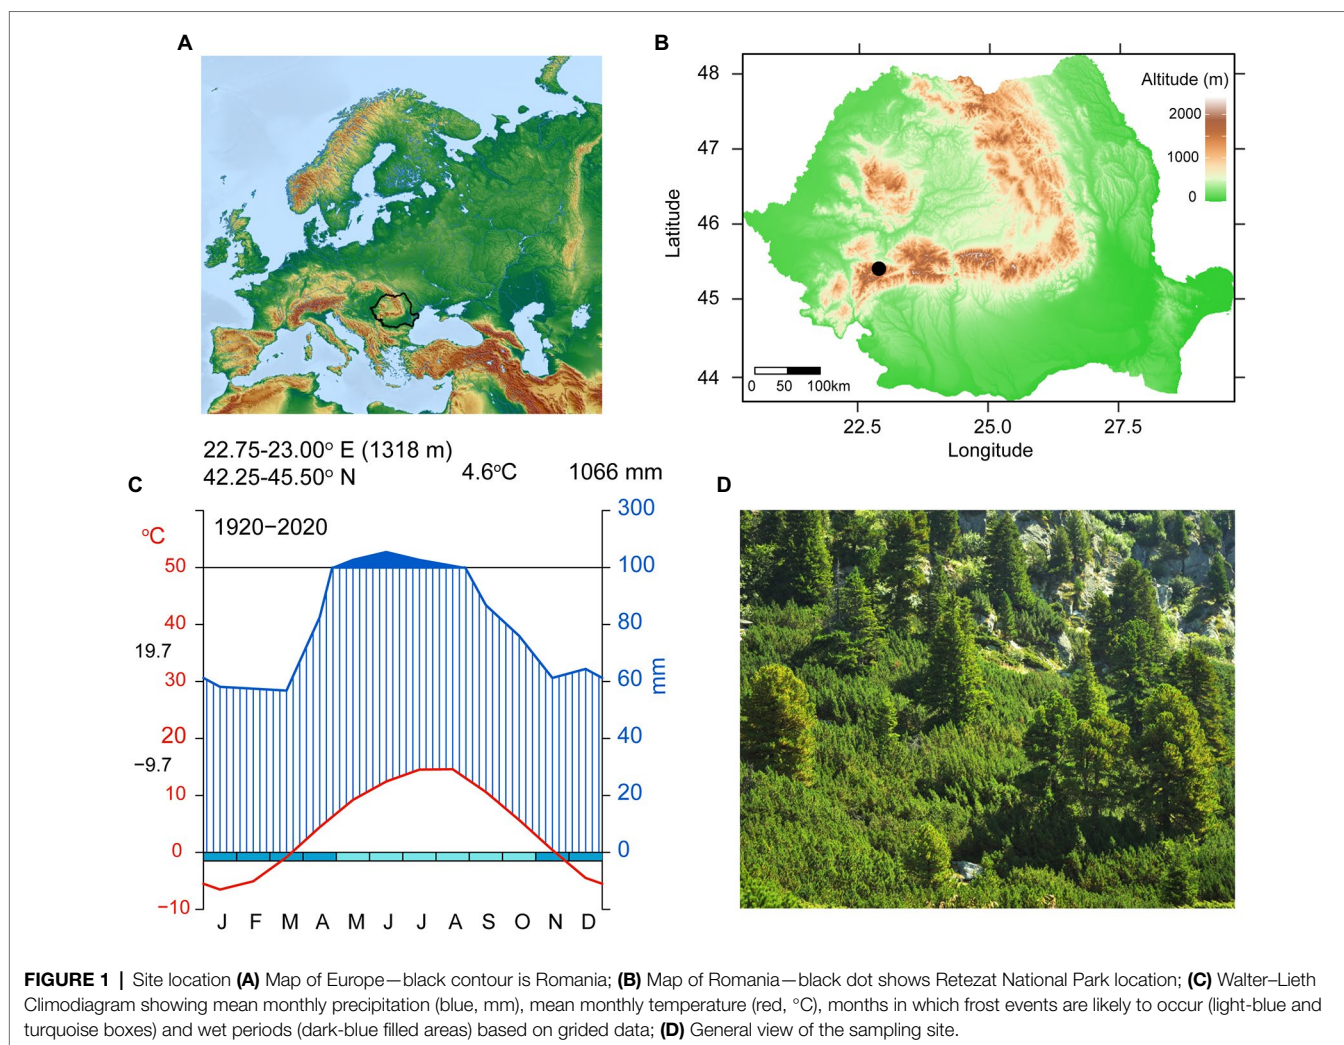 A
B
48
47
46
45
44
Latitude
Altitude (m)
2000
1000
0
0 50 100km
22.5 25.0 27.5
Longitude
22.75-23.00° E (1318 m)
42.25-45.50° N
4.6°C 1066 mm
C
1920−2020
°C
50
40
19.7
30
20
−9.7
10
0
−10
300
100
80
60
40
20
0
mm
J F M A M J J A S O N D
D
FIGURE 1 | Site location (A) Map of Europe—black contour is Romania; (B) Map of Romania—black dot shows Retezat National Park location; (C) Walter–Lieth
Climodiagram showing mean monthly precipitation (blue, mm), mean monthly temperature (red, °C), months in which frost events are likely to occur (light-blue and
turquoise boxes) and wet periods (dark-blue filled areas) based on grided data; (D) General view of the sampling site.